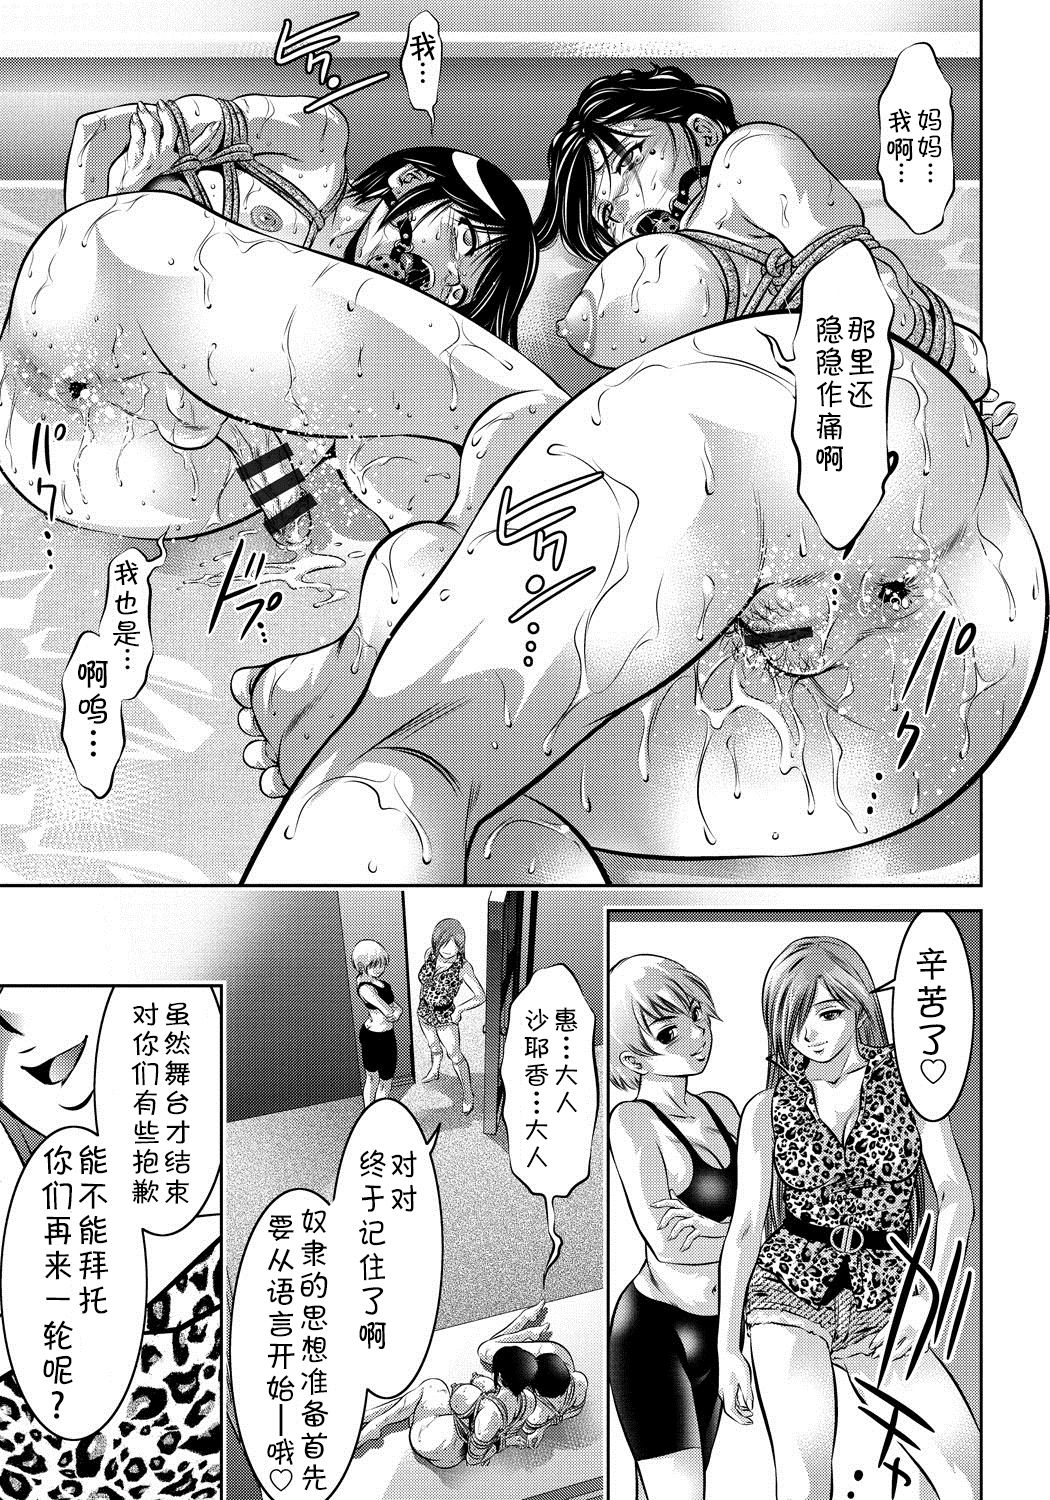 妈妈…
我啊…
我…
那里还
隐隐作痛啊
我也是…
啊呜…
ビクッ
ビクン
パク
パク
ドプ
辛苦了♡
惠…大人
沙耶香…大人
对对
终于记住了啊
奴隶的思想准备首先
要从语言开始—哦♡
虽然舞台才结束
对你们有些抱歉
能不能拜托
你们再来一轮呢?